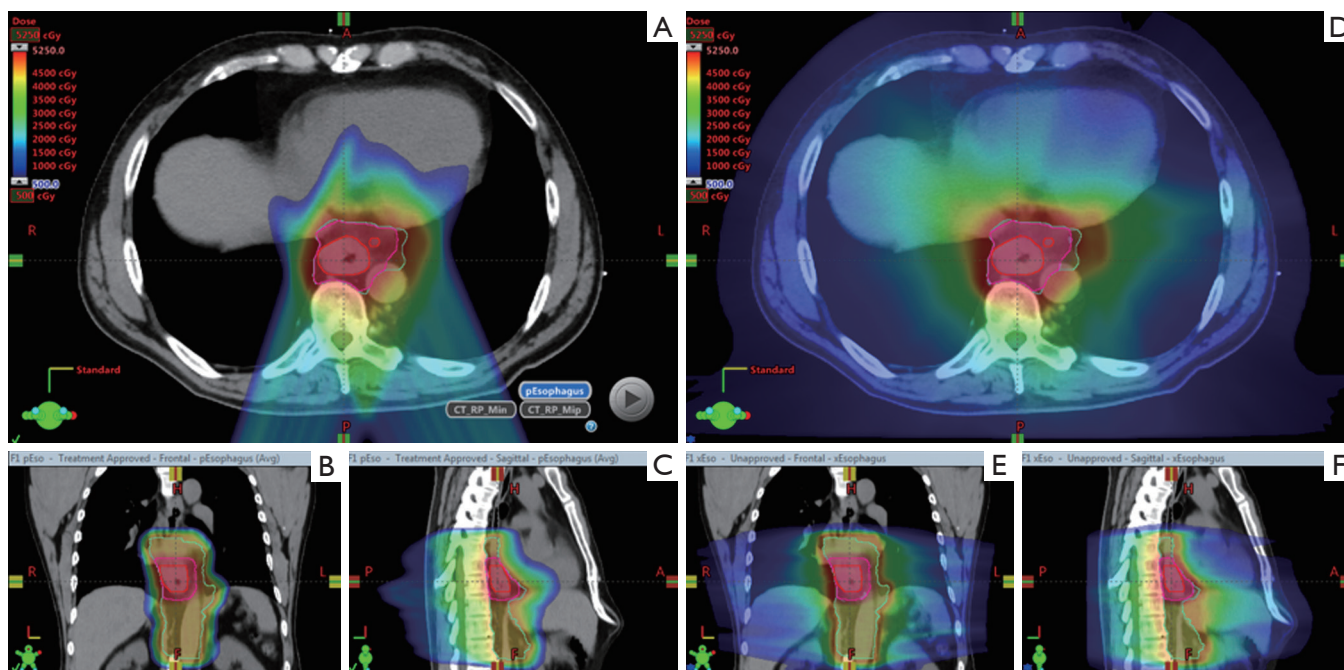 Dose
5250 cGy
5250.0
4500 cGy
4000 cGy
3500 cGy
3000 cGy
2500 cGy
2000 cGy
1500 cGy
1000 cGy
500.0
500 cGy
A
A
R
L
Standard
pEsophagus
CT_RP_Min
CT_RP_Mip
P
Dose
5250 cGy
5250.0
4500 cGy
4000 cGy
3500 cGy
3000 cGy
2500 cGy
2000 cGy
1500 cGy
1000 cGy
500.0
500 cGy
A
D
R
L
Standard
P
F1 pEso - Treatment Approved - Frontal - pEsophagus (Avg)
B
H
R
L
F
F1 pEso - Treatment Approved - Sagittal - pEsophagus (Avg)
C
H
P
A
F
F1 xEso - Unapproved - Frontal - xEsophagus
E
H
R
L
F
F1 xEso - Unapproved - Sagittal - xEsophagus
F
H
P
A
F